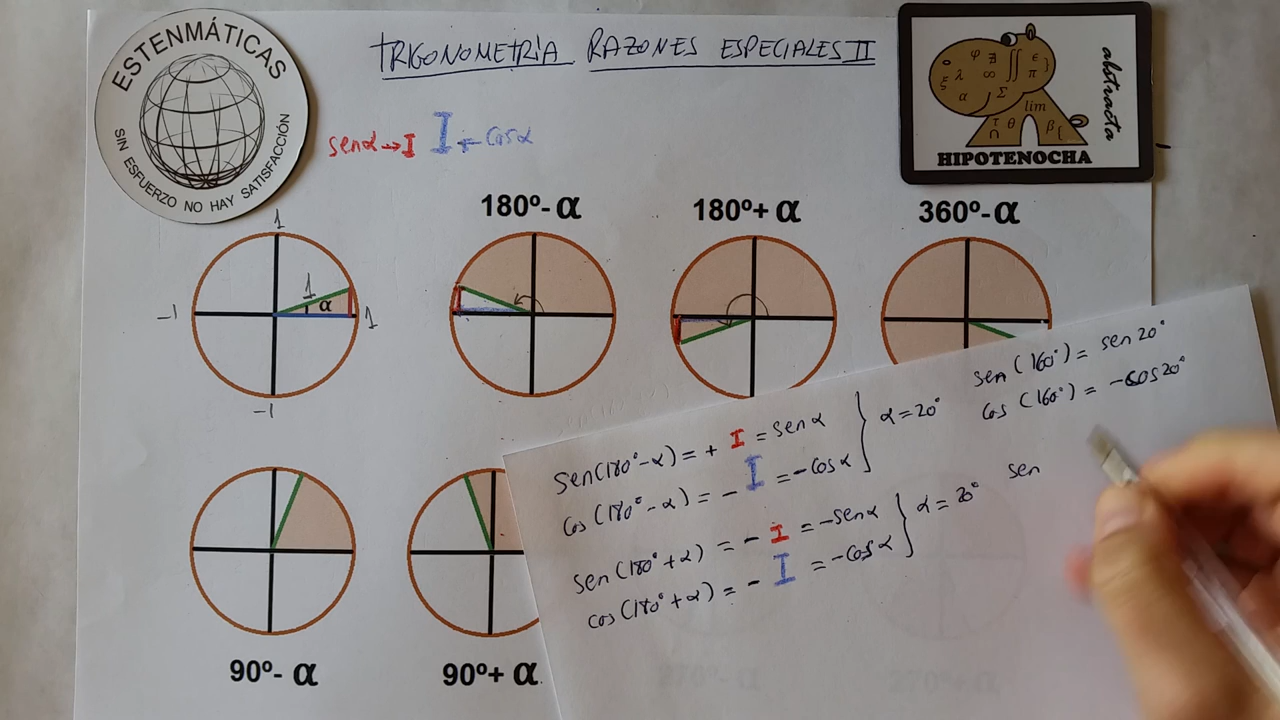 ESTENMÁTICAS
SIN ESFUERZO NO HAY SATISFACCIÓN
TRIGONOMETRÍA RAZONES ESPECIALES II
φ ∃ ∫∫ ε }
ξ λ ∞ π
α Σ
lim
τ θ β {
∩
abstracta
HIPOTENOCHA
senα → I I ← cosα
180º- α 180º+ α 360º-α
1
-1 1 α 1
-1
sen(160°) = sen 20°
cos(160°) = -cos20°
sen(180°-α) = + I = senα } α = 20°
cos(180°-α) = - I = -cosα
sen(180°+α) = - I = -senα } α = 20° sen
cos(180°+α) = - I = -cosα
90º- α 90º+ α